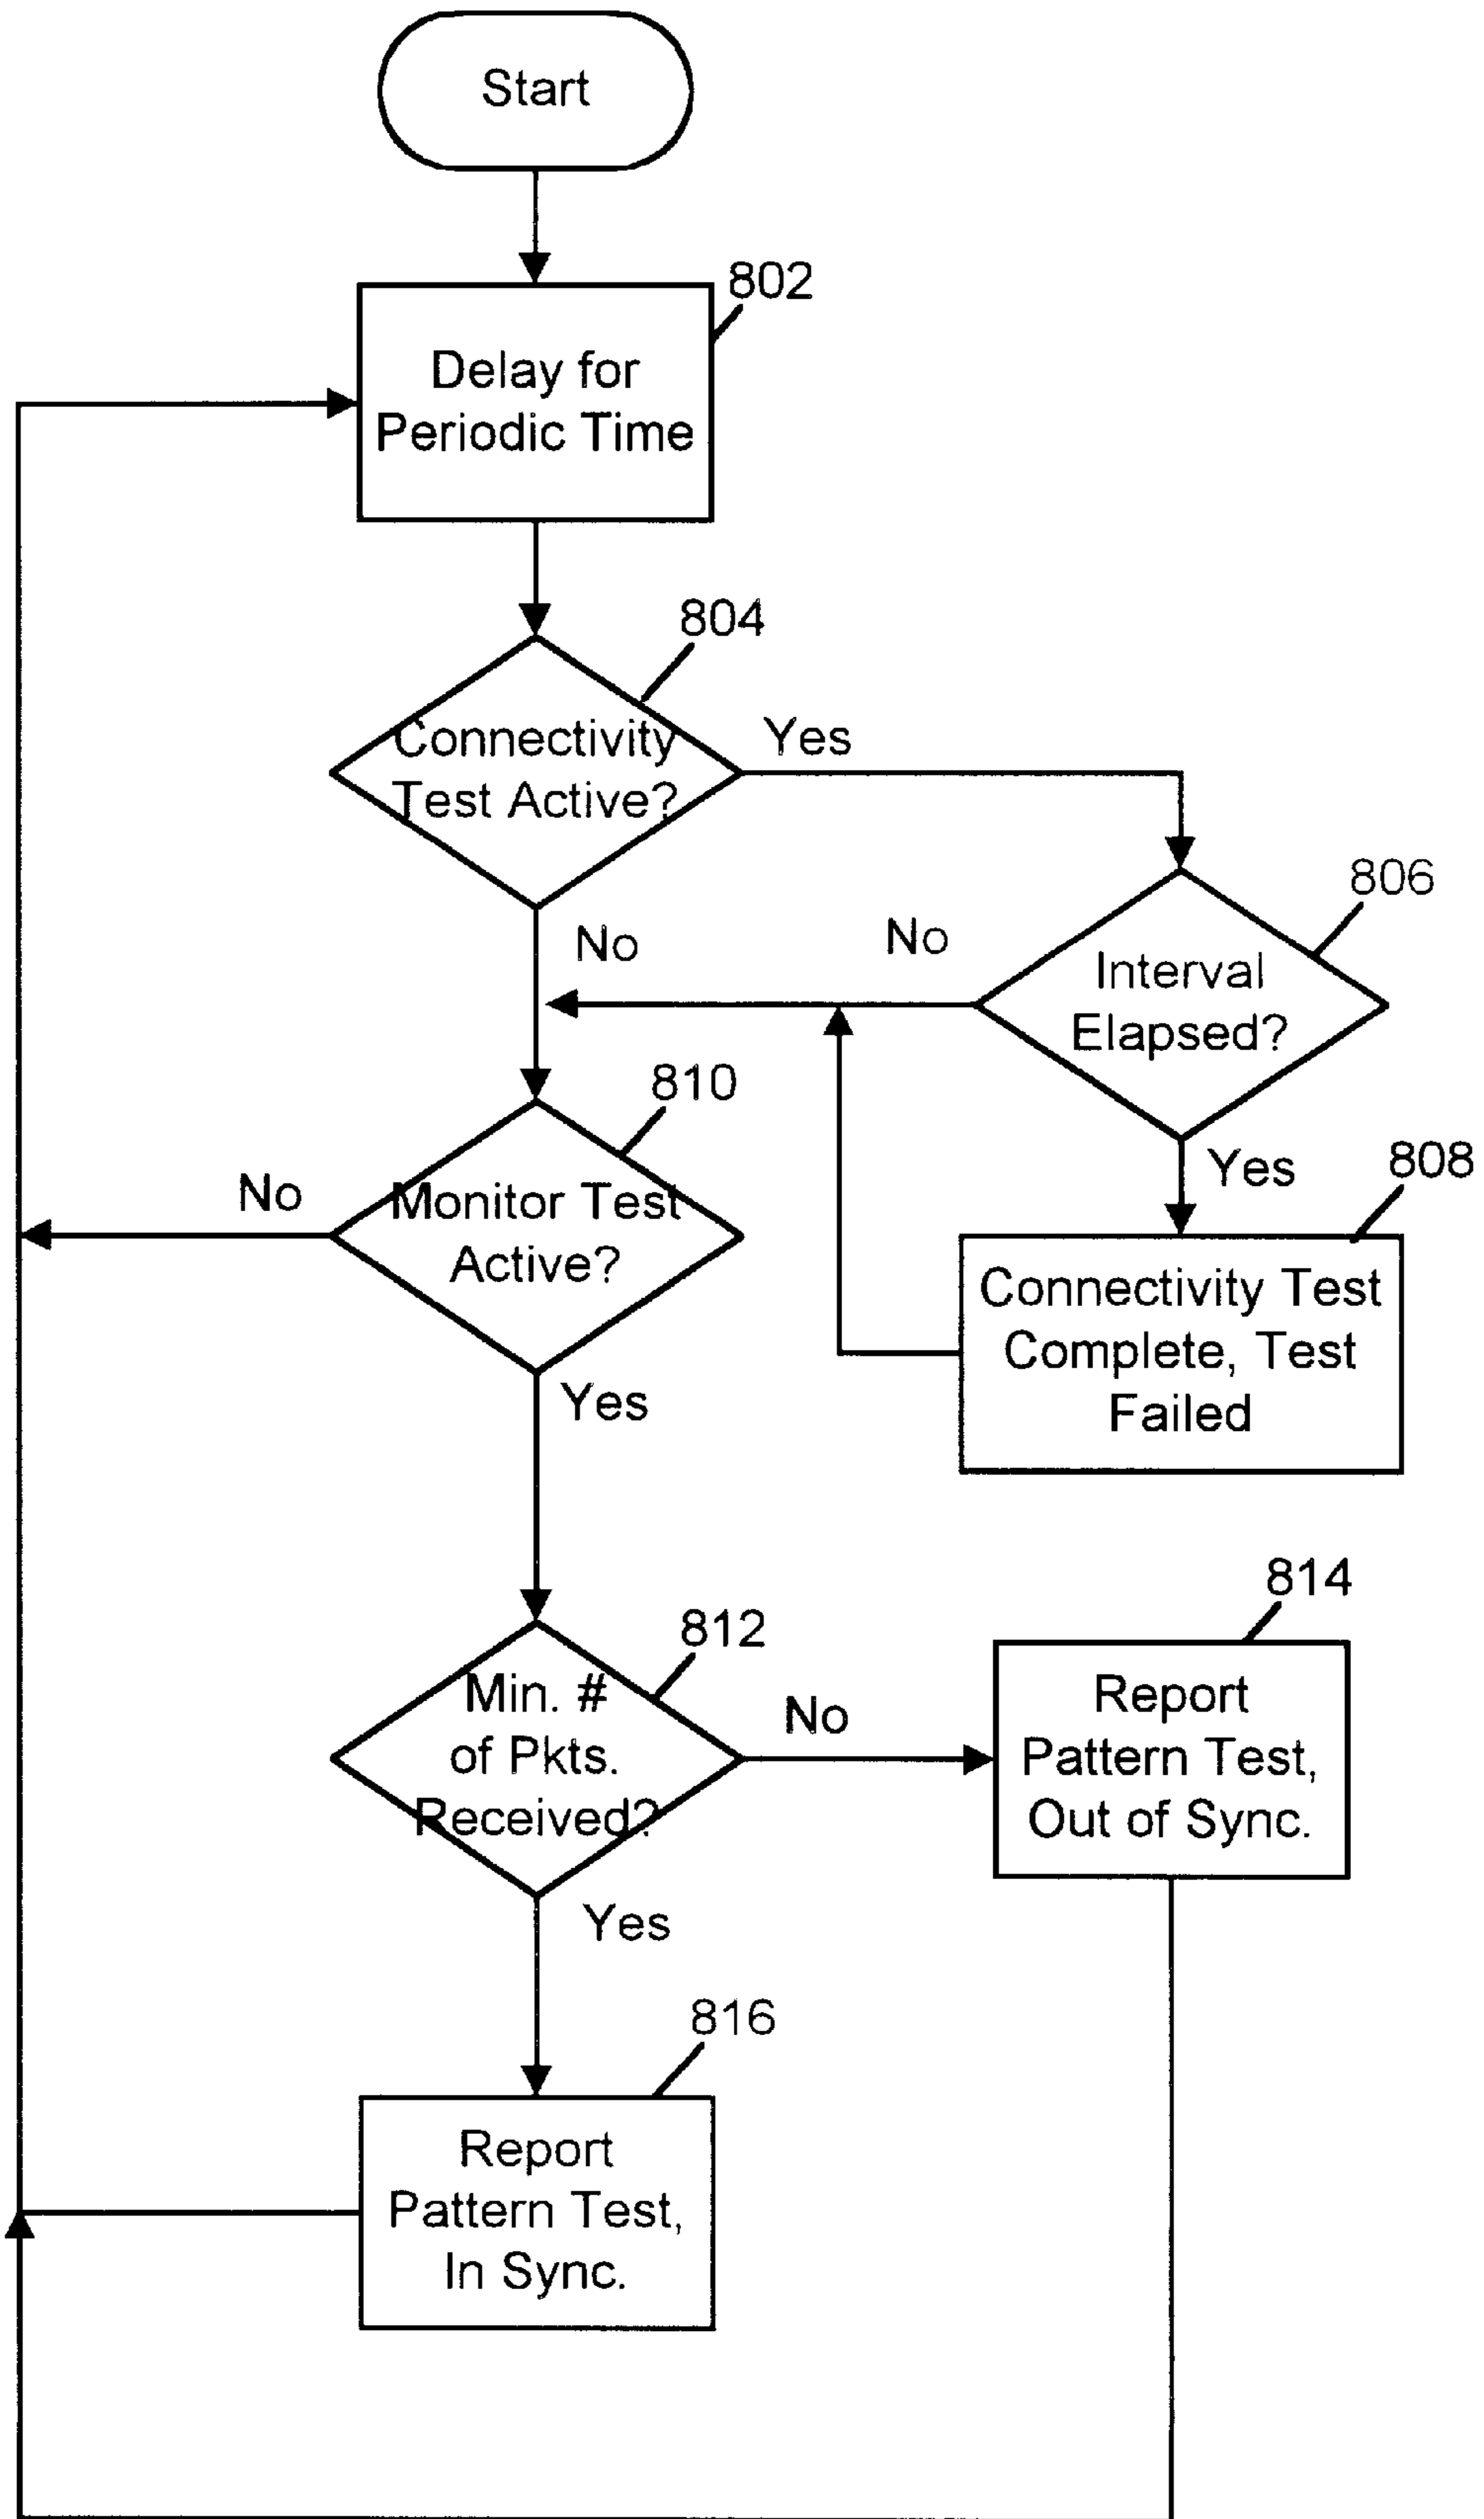 Start
802
Delay for
Periodic Time
804
Connectivity
Test Active?
Yes
806
No
No
Interval
Elapsed?
810
Yes
808
No
Monitor Test
Active?
Connectivity Test
Complete, Test
Failed
Yes
814
812
Min. #
of Pkts.
Received?
No
Report
Pattern Test,
Out of Sync.
Yes
816
Report
Pattern Test,
In Sync.